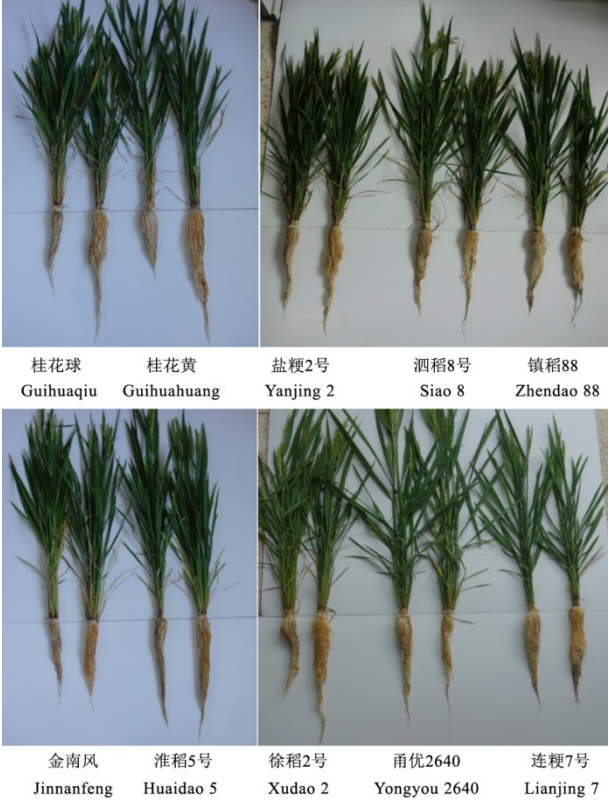 桂花球 桂花黄 盐粳2号 泗稻8号 镇稻88
Guihuaqiu Guihuahuang Yanjing 2 Siao 8 Zhendao 88
金南风 淮稻5号 徐稻2号 甬优2640 连粳7号
Jinnanfeng Huaidao 5 Xudao 2 Yongyou 2640 Lianjing 7